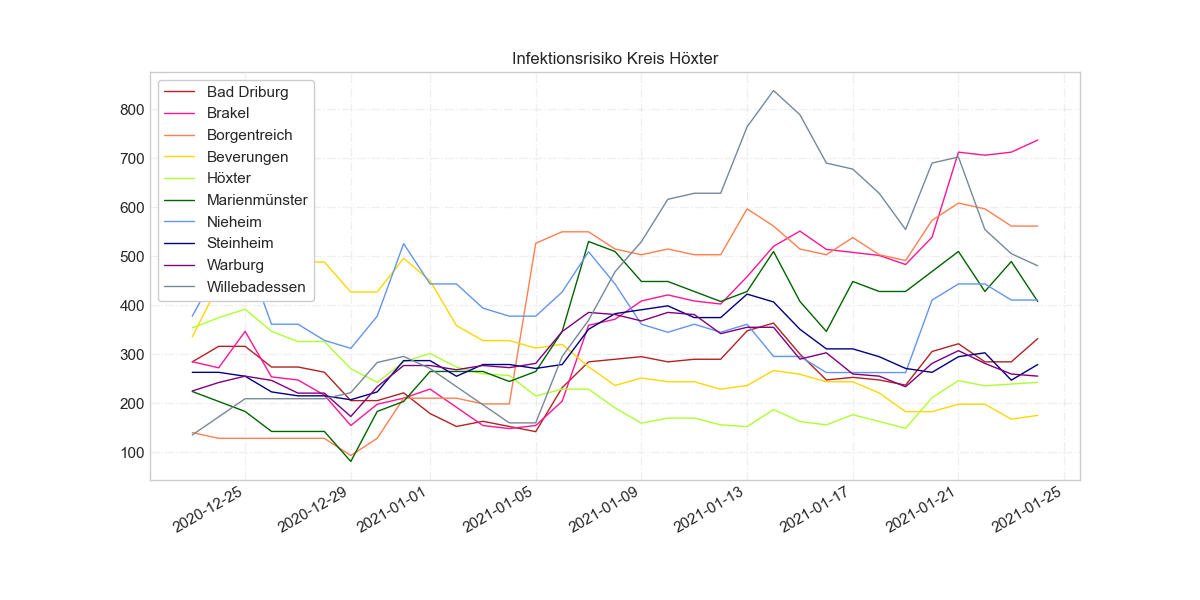 Infektionsrisiko Kreis Höxter
Bad Driburg
Brakel
Borgentreich
Beverungen
Höxter
Marienmünster
Nieheim
Steinheim
Warburg
Willebadessen
800
700
600
500
400
300
200
100
2020-12-25
2020-12-29
2021-01-01
2021-01-05
2021-01-09
2021-01-13
2021-01-17
2021-01-21
2021-01-25